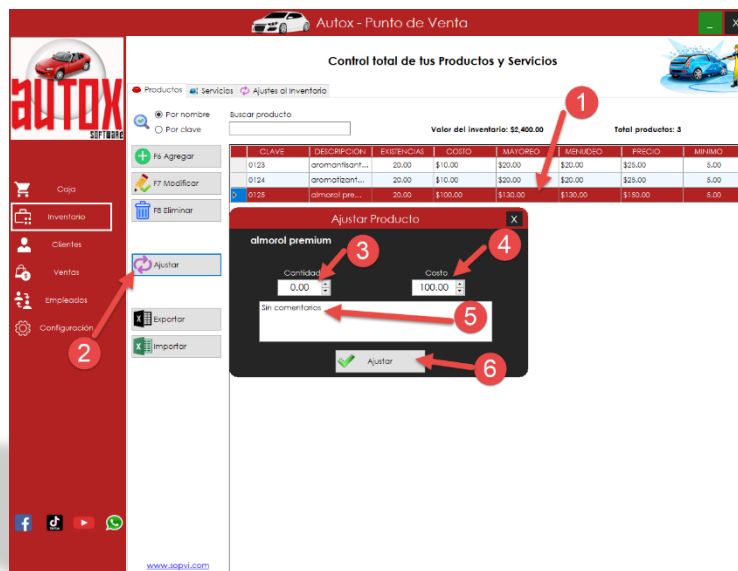 Autox - Punto de Venta
_ X
autox
SOFTWARE
Control total de tus Productos y Servicios
Productos Servicios Ajustes al Inventario
Por nombre
Por clave
Buscar producto
Valor del inventario: $2,400.00 Total productos: 3
1
CLAVE DESCRIPCION EXISTENCIAS COSTO MAYOREO MENUDEO PRECIO MINIMO
0123 aromantisant... 20.00 $10.00 $20.00 $20.00 $25.00 5.00
0124 aromatizant... 20.00 $10.00 $20.00 $20.00 $25.00 5.00
0125 almorol pre... 20.00 $100.00 $130.00 $130.00 $150.00 5.00
F6 Agregar
F7 Modificar
F8 Eliminar
Ajustar
Exportar
Importar
Caja
Inventario
Clientes
Ventas
Empleados
Configuración
2
Ajustar Producto X
almorol premium
3
4
Cantidad Costo
0.00 100.00
Sin comentarios
5
Ajustar
6
www.sopvi.com